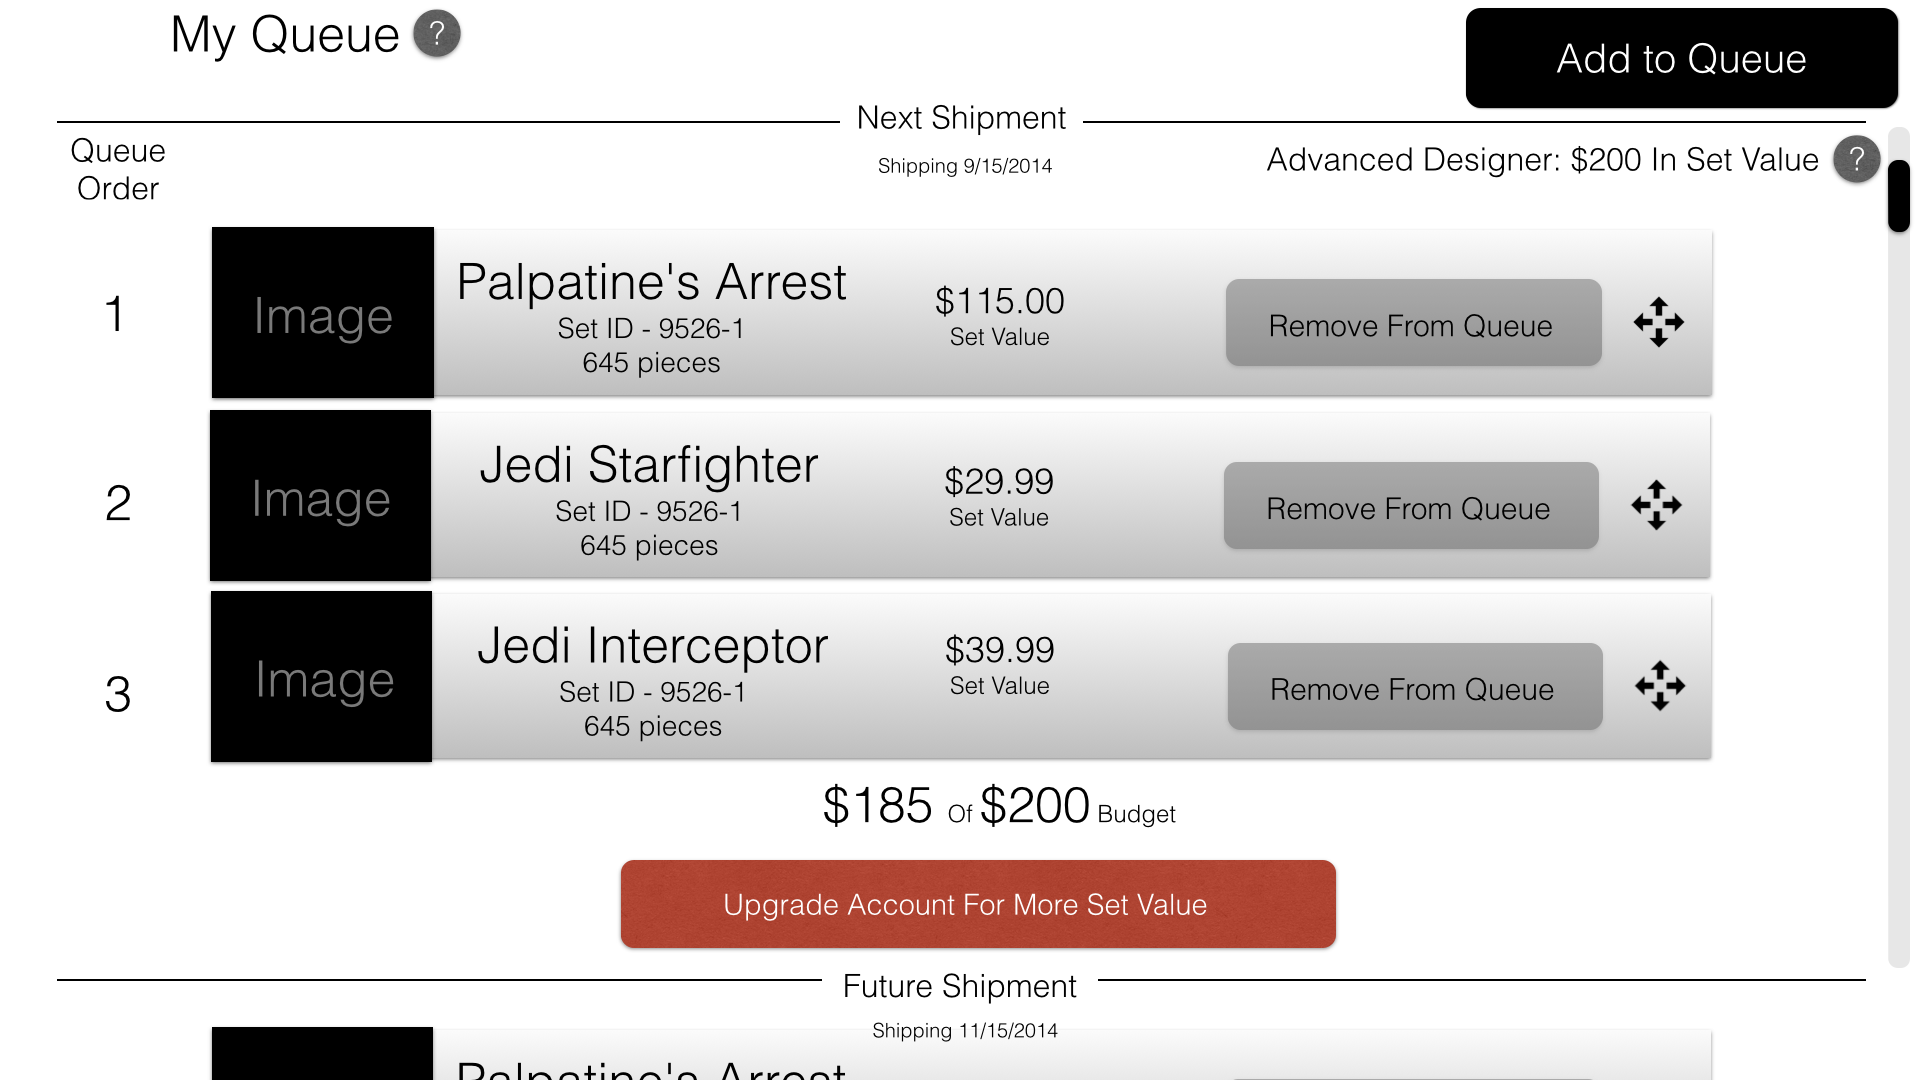 My Queue ?
Add to Queue
Next Shipment
Shipping 9/15/2014
Queue
Order
Advanced Designer: $200 In Set Value ?
1
Image
Palpatine's Arrest
Set ID - 9526-1
645 pieces
$115.00
Set Value
Remove From Queue
2
Image
Jedi Starfighter
Set ID - 9526-1
645 pieces
$29.99
Set Value
Remove From Queue
3
Image
Jedi Interceptor
Set ID - 9526-1
645 pieces
$39.99
Set Value
Remove From Queue
$185 Of $200 Budget
Upgrade Account For More Set Value
Future Shipment
Shipping 11/15/2014
Palpatine's Arrest